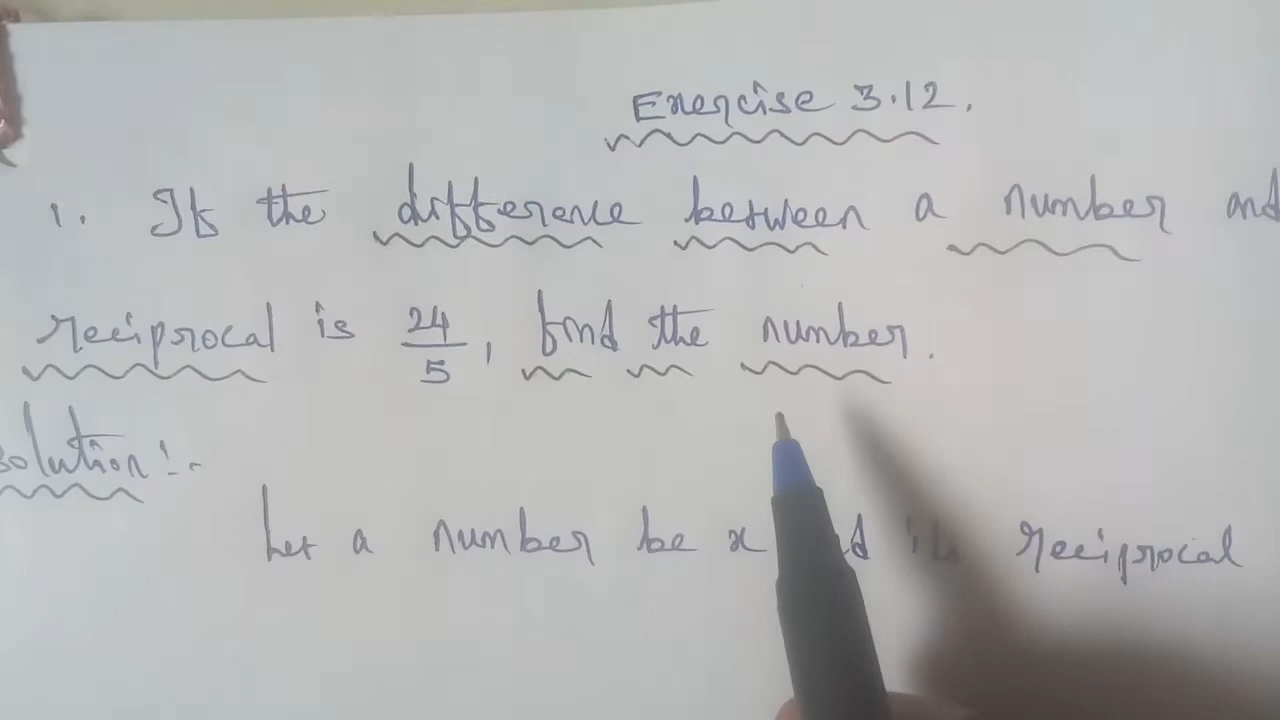 Exercise 3.12.
1. If the difference between a number and
reciprocal is 24/5, find the number.
solution:-
Let a number be x reciprocal